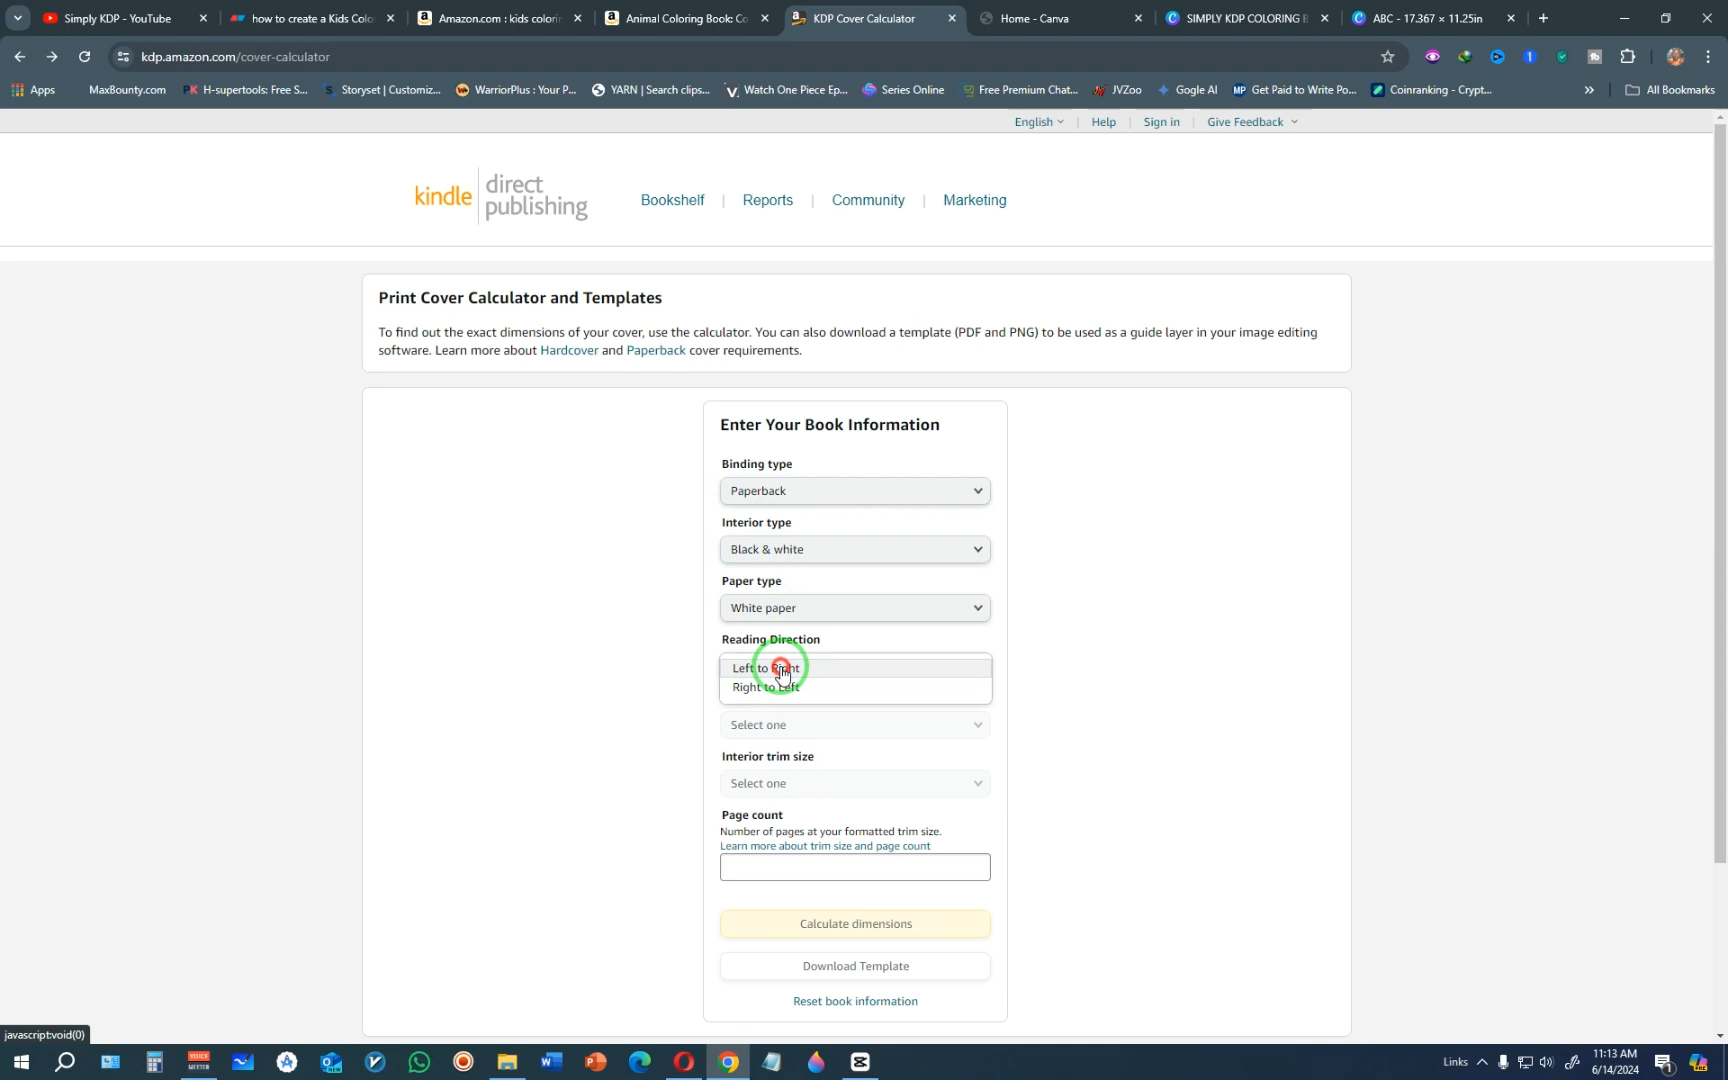 Simply KDP - YouTube
how to create a Kids Colo
Amazon.com : kids colorin
Animal Coloring Book: Co
KDP Cover Calculator
Home - Canva
SIMPLY KDP COLORING B
ABC - 17.367 × 11.25in
kdp.amazon.com/cover-calculator
Apps
MaxBounty.com
H-supertools: Free S...
Storyset | Customiz...
WarriorPlus : Your P...
YARN | Search clips...
Watch One Piece Ep...
Series Online
Free Premium Chat...
JVZoo
Gogle AI
MP Get Paid to Write Po...
Coinranking - Crypt...
All Bookmarks
English
Help
Sign in
Give Feedback
kindle direct publishing
Bookshelf
Reports
Community
Marketing
Print Cover Calculator and Templates
To find out the exact dimensions of your cover, use the calculator. You can also download a template (PDF and PNG) to be used as a guide layer in your image editing
software. Learn more about Hardcover and Paperback cover requirements.
Enter Your Book Information
Binding type
Paperback
Interior type
Black & white
Paper type
White paper
Reading Direction
Left to Right
Right to Left
Select one
Interior trim size
Select one
Page count
Number of pages at your formatted trim size.
Learn more about trim size and page count
Calculate dimensions
Download Template
Reset book information
javascript:void(0)
VOICE
MEETER
Links
11:13 AM
6/14/2024